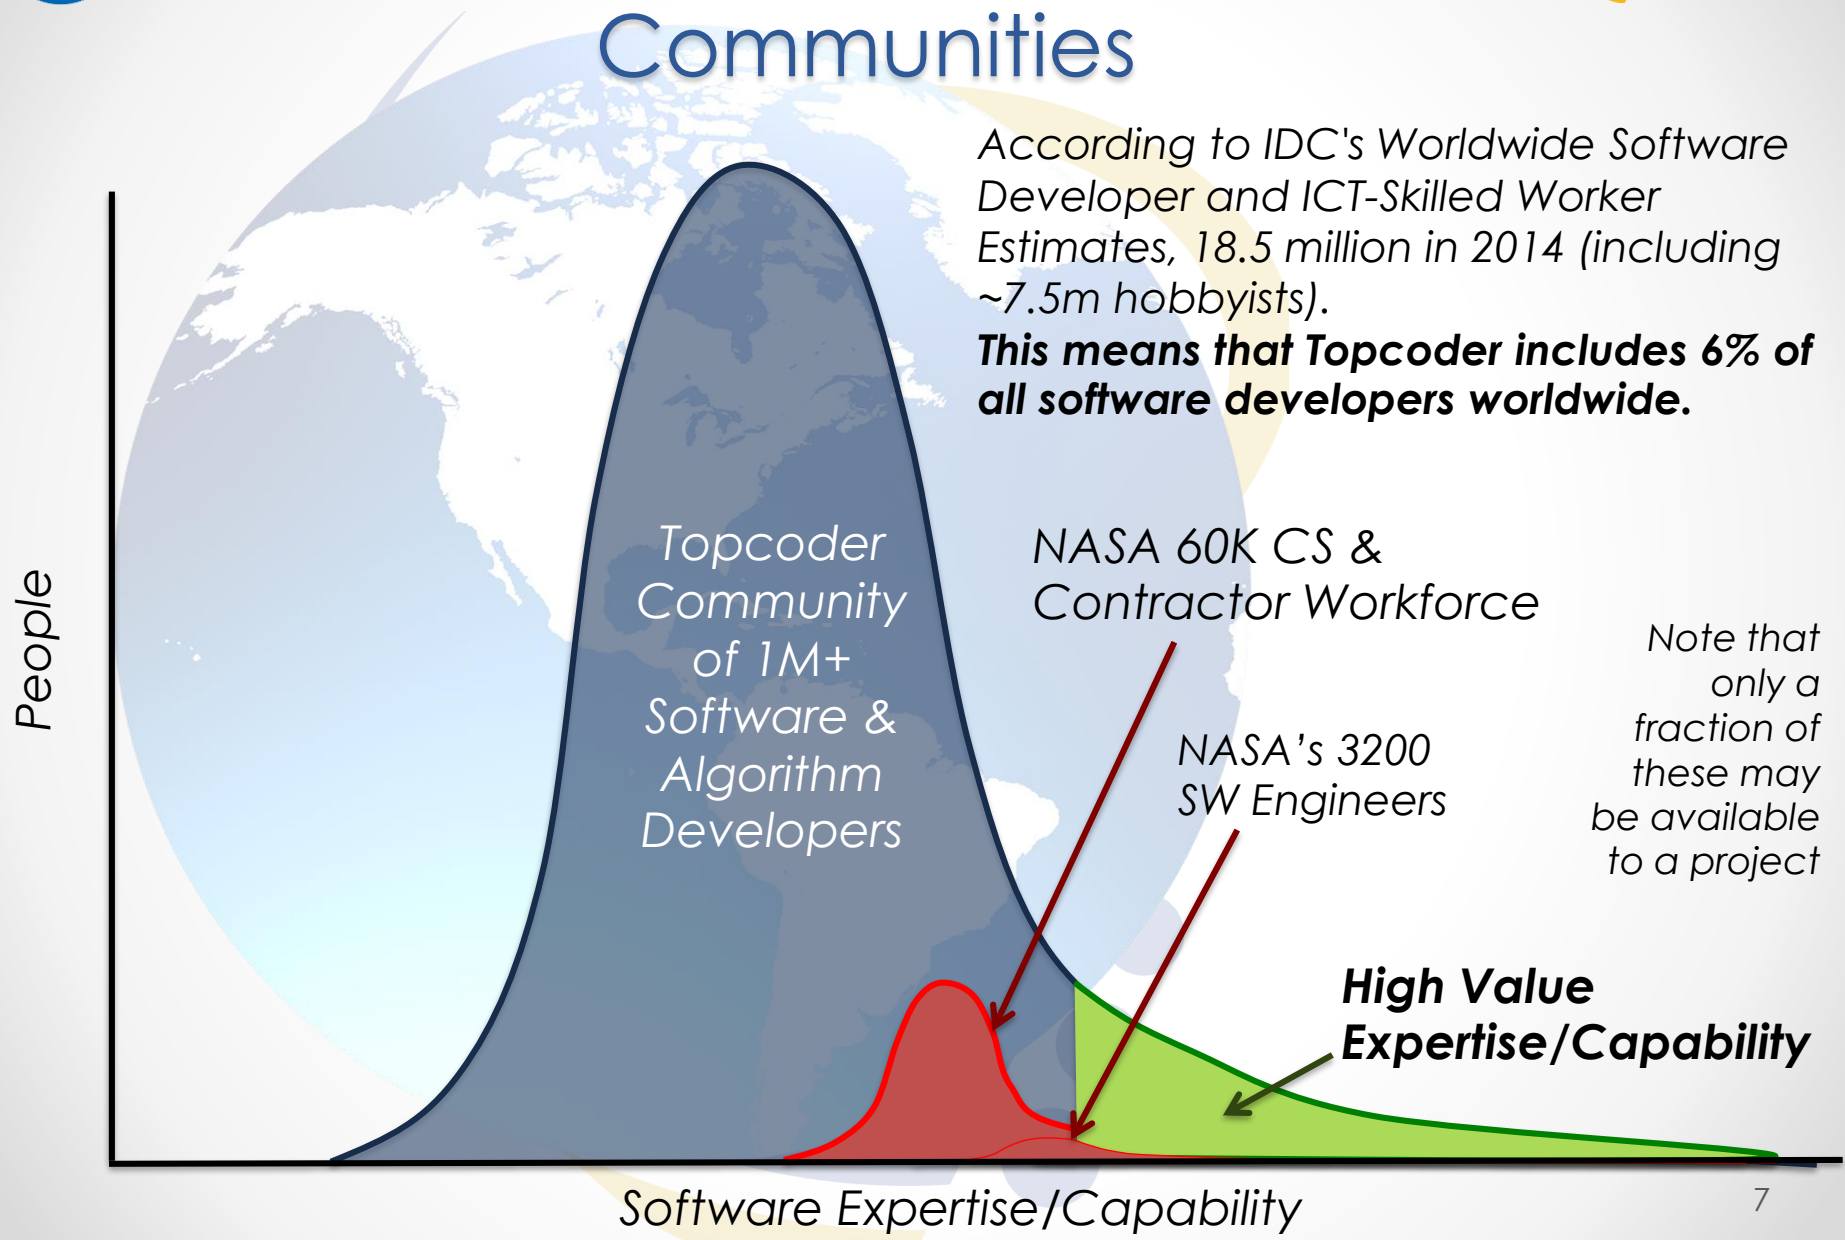 Communities
According to IDC's Worldwide Software
Developer and ICT-Skilled Worker
Estimates, 18.5 million in 2014 (including
~7.5m hobbyists).
This means that Topcoder includes 6% of
all software developers worldwide.
People
Topcoder
Community
of 1M+
Software &
Algorithm
Developers
NASA 60K CS &
Contractor Workforce
NASA’s 3200
SW Engineers
Note that
only a
fraction of
these may
be available
to a project
High Value
Expertise/Capability
Software Expertise/Capability
7